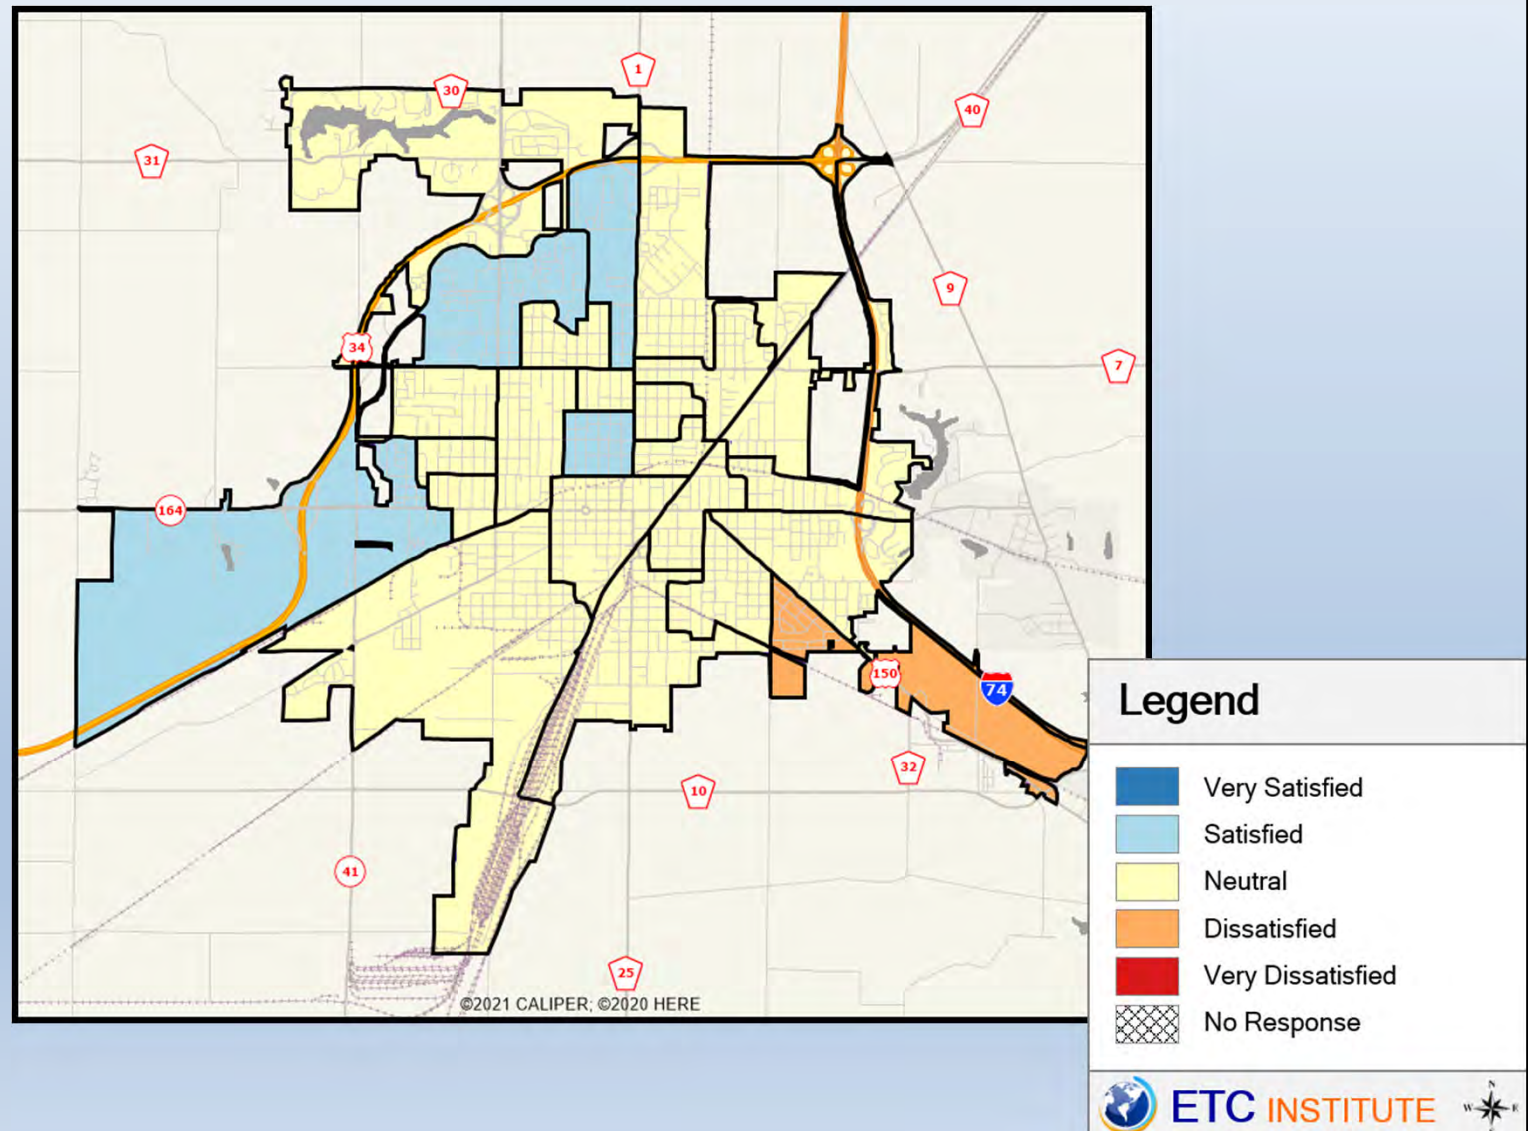 1
30
40
31
9
34
7
164
150
74
32
10
41
25
©2021 CALIPER; ©2020 HERE
Legend
Very Satisfied
Satisfied
Neutral
Dissatisfied
Very Dissatisfied
No Response
ETC INSTITUTE
N
W E